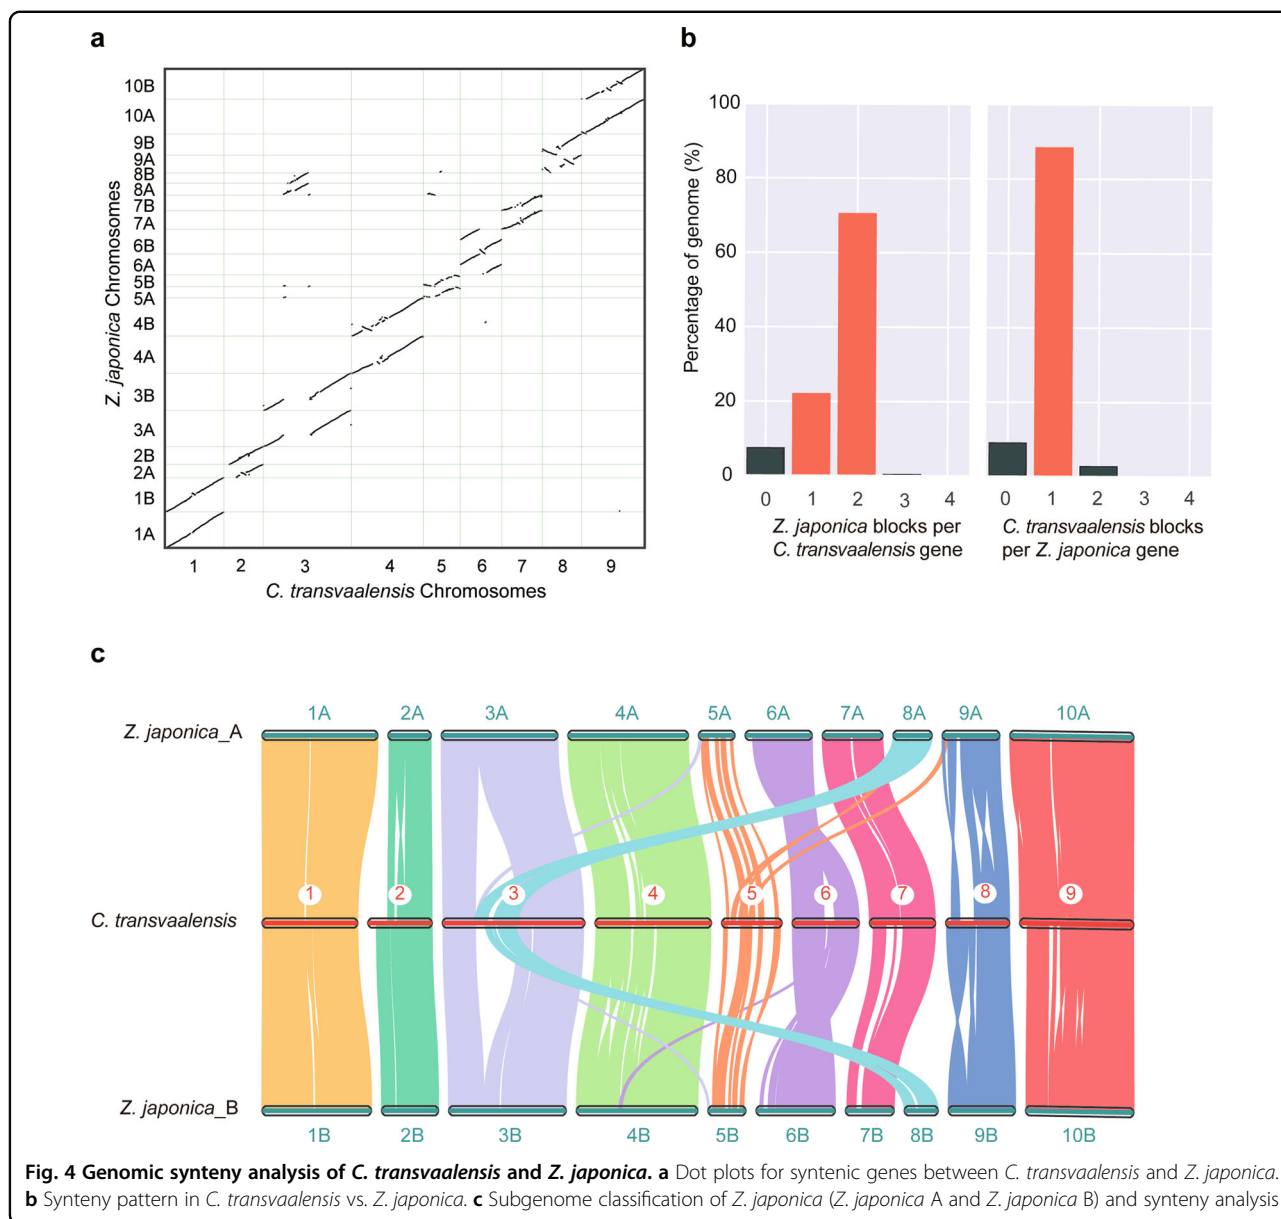 a
10B
10A
9B
9A
8B
8A
7B
7A
6B
6A
5B
5A
4B
4A
3B
3A
2B
2A
1B
1A
Z. japonica Chromosomes
1 2 3 4 5 6 7 8 9
C. transvaalensis Chromosomes
b
100
80
60
40
20
0
Percentage of genome (%)
0 1 2 3 4
Z. japonica blocks per
C. transvaalensis gene
0 1 2 3 4
C. transvaalensis blocks
per Z. japonica gene
c
1A 2A 3A 4A 5A 6A 7A 8A 9A 10A
Z. japonica_A
1 2 3 4 5 6 7 8 9
C. transvaalensis
Z. japonica_B
1B 2B 3B 4B 5B 6B 7B 8B 9B 10B
Fig. 4 Genomic synteny analysis of C. transvaalensis and Z. japonica. a Dot plots for syntenic genes between C. transvaalensis and Z. japonica.
b Synteny pattern in C. transvaalensis vs. Z. japonica. c Subgenome classification of Z. japonica (Z. japonica A and Z. japonica B) and synteny analysis